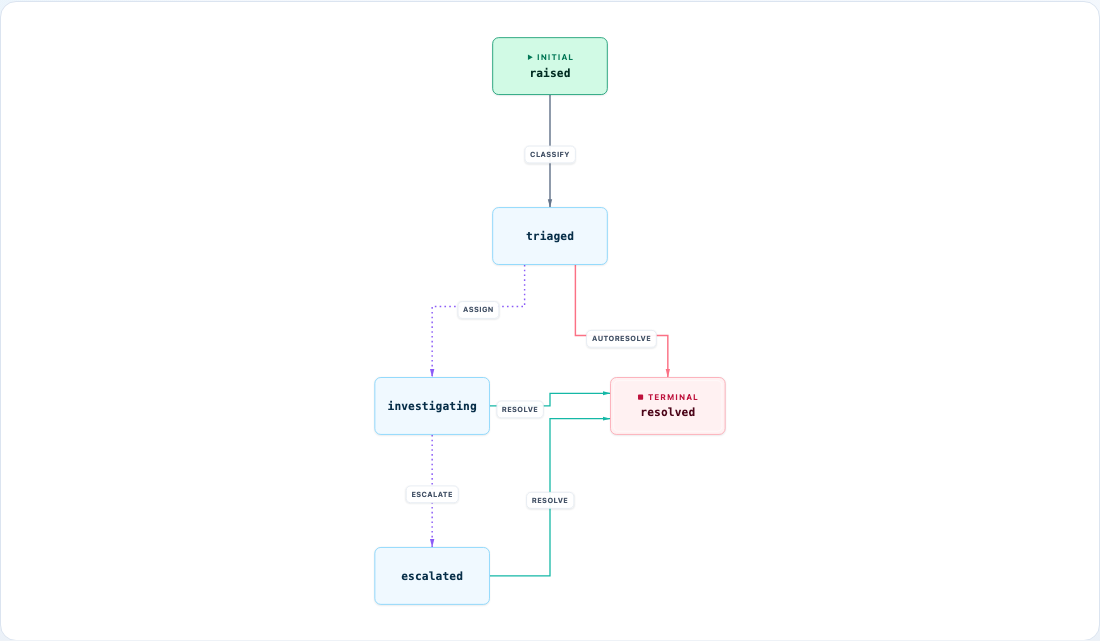 ▶ INITIAL
raised
CLASSIFY
triaged
ASSIGN
AUTORESOLVE
investigating
RESOLVE
■ TERMINAL
resolved
ESCALATE
RESOLVE
escalated